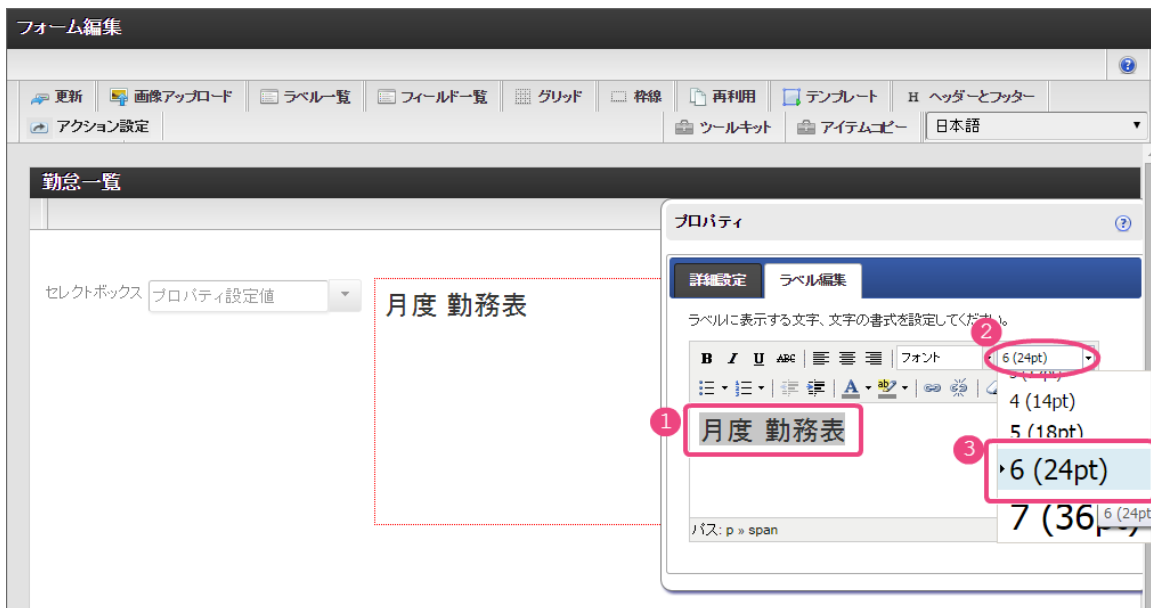 フォーム編集
更新 画像アップロード ラベル一覧 フィールド一覧 グリッド 枠線 再利用 テンプレート H ヘッダーとフッター
アクション設定 ツールキット アイテムコピー 日本語
勤怠一覧
プロパティ
詳細設定 ラベル編集
セレクトボックス プロパティ設定値
月度 勤務表
ラベルに表示する文字、文字の書式を設定してください。
2
B I U ABC フォント 6 (24pt)
A ab
4 (14pt)
1
月度 勤務表
5 (18pt)
3
6 (24pt)
7 (36
6 (24pt
パス: p » span